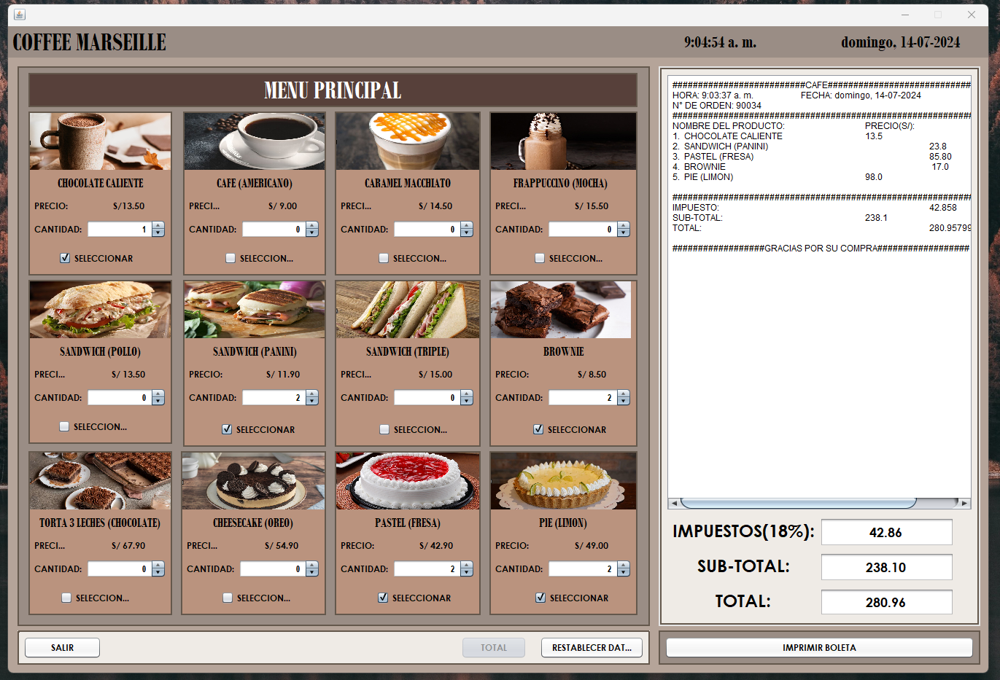 COFFEE MARSEILLE
9:04:54 a. m.
domingo, 14-07-2024
MENU PRINCIPAL
CHOCOLATE CALIENTE
PRECIO: S/13.50
CANTIDAD: 1
SELECCIONAR
CAFE (AMERICANO)
PRECI... S/ 9.00
CANTIDAD: 0
SELECCION...
CARAMEL MACCHIATO
PRECI... S/ 14.50
CANTIDAD: 0
SELECCION...
FRAPPUCCINO (MOCHA)
PRECI... S/ 15.50
CANTIDAD: 0
SELECCION...
SANDWICH (POLLO)
PRECI... S/ 13.50
CANTIDAD: 0
SELECCION...
SANDWICH (PANINI)
PRECIO: S/ 11.90
CANTIDAD: 2
SELECCIONAR
SANDWICH (TRIPLE)
PRECI... S/ 15.00
CANTIDAD: 0
SELECCION...
BROWNIE
PRECIO: S/ 8.50
CANTIDAD: 2
SELECCIONAR
TORTA 3 LECHES (CHOCOLATE)
PRECI... S/ 67.90
CANTIDAD: 0
SELECCION...
CHEESECAKE (OREO)
PRECI... S/ 54.90
CANTIDAD: 0
SELECCION...
PASTEL (FRESA)
PRECIO: S/ 42.90
CANTIDAD: 2
SELECCIONAR
PIE (LIMON)
PRECIO: S/ 49.00
CANTIDAD: 2
SELECCIONAR
SALIR
TOTAL
RESTABLECER DAT...
##########################CAFE############################
HORA: 9:03:37 a. m. FECHA: domingo, 14-07-2024
N° DE ORDEN: 90034
###########################################################
NOMBRE DEL PRODUCTO: PRECIO(S/):
1. CHOCOLATE CALIENTE 13.5
2. SANDWICH (PANINI) 23.8
3. PASTEL (FRESA) 85.80
4. BROWNIE 17.0
5. PIE (LIMON) 98.0
###########################################################
IMPUESTO: 42.858
SUB-TOTAL: 238.1
TOTAL: 280.95799
##################GRACIAS POR SU COMPRA##################
IMPUESTOS(18%): 42.86
SUB-TOTAL: 238.10
TOTAL: 280.96
IMPRIMIR BOLETA